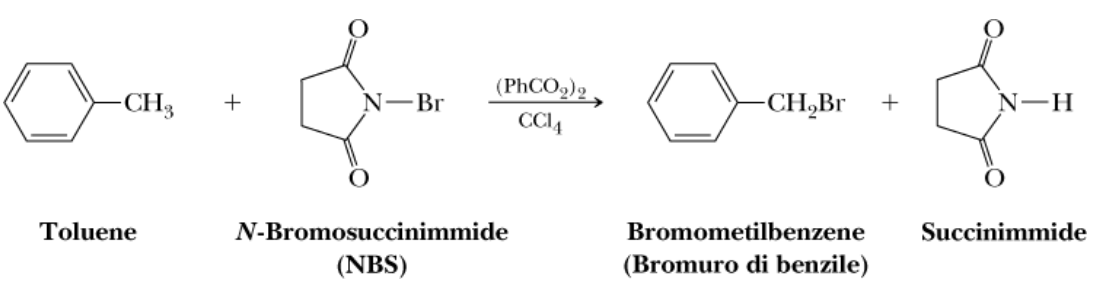 O O
CH3 + N Br (PhCO2)2 CH2Br + N H
CCl4
O O
Toluene N-Bromosuccinimmide Bromometilbenzene Succinimmide
(NBS) (Bromuro di benzile)